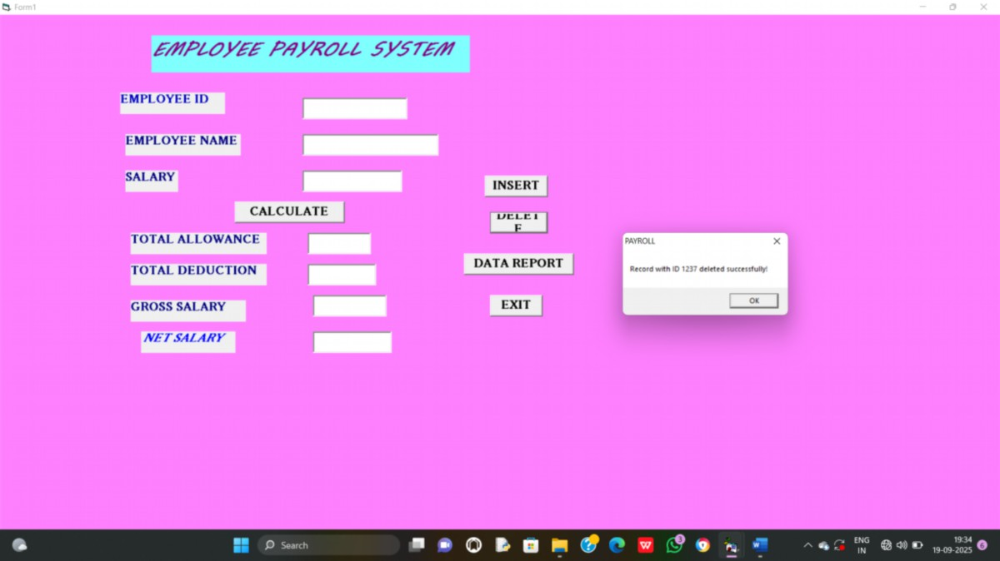 Form1
EMPLOYEE PAYROLL SYSTEM
EMPLOYEE ID
EMPLOYEE NAME
SALARY
CALCULATE
TOTAL ALLOWANCE
TOTAL DEDUCTION
GROSS SALARY
NET SALARY
INSERT
DELET
E
DATA REPORT
EXIT
PAYROLL
Record with ID 1237 deleted successfully!
OK
Search
3
ENG
IN
19:34
19-09-2025
6